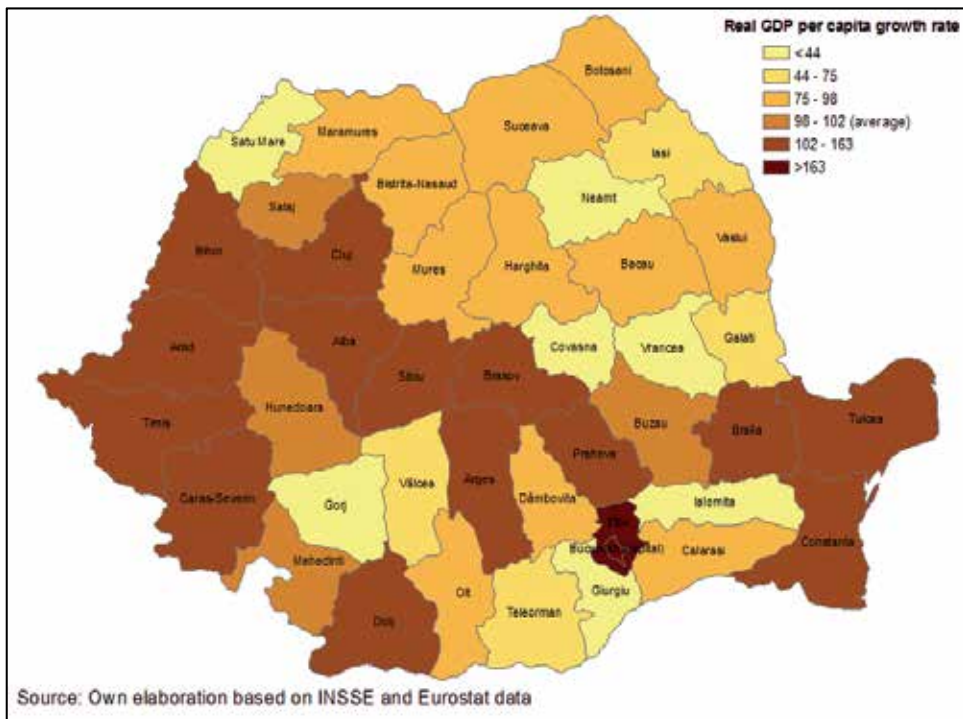 Real GDP per capita growth rate
<44
44 - 75
75 - 98
98 - 102 (average)
102 - 163
>163
Botosani
Satu Mare
Maramures
Suceava
Iasi
Bistrita-Nasaud
Neamt
Salaj
Bihor
Cluj
Mures
Harghita
Bacau
Vaslui
Arad
Alba
Covasna
Vrancea
Galati
Sibiu
Brasov
Hunedoara
Timis
Buzau
Braila
Tulcea
Prahova
Caras-Severin
Gorj
Vâlcea
Arges
Dâmbovita
Ialomita
Constanta
Calarasi
Mehedinti
Olt
Giurgiu
Dolj
Teleorman
Source: Own elaboration based on INSSE and Eurostat data